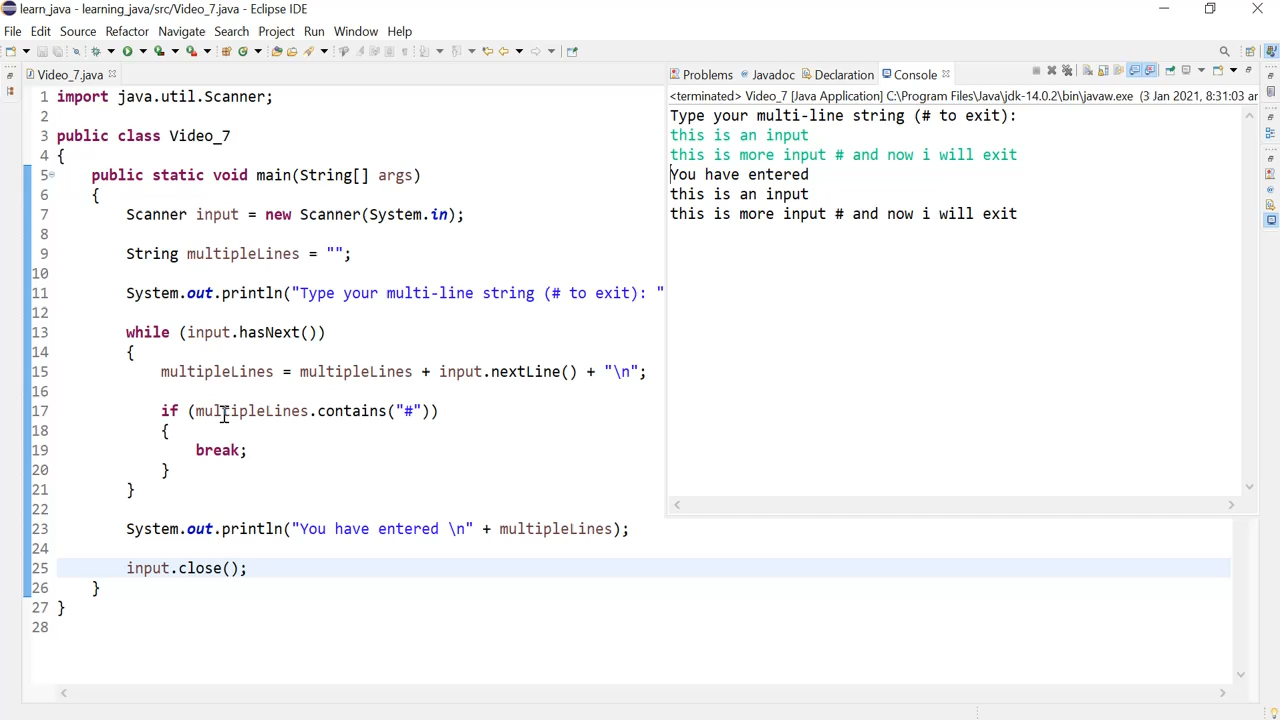 learn_java - learning_java/src/Video_7.java - Eclipse IDE
File Edit Source Refactor Navigate Search Project Run Window Help
Video_7.java
1 import java.util.Scanner;
2
3 public class Video_7
4 {
5 public static void main(String[] args)
6 {
7 Scanner input = new Scanner(System.in);
8
9 String multipleLines = "";
10
11 System.out.println("Type your multi-line string (# to exit): "
12
13 while (input.hasNext())
14 {
15 multipleLines = multipleLines + input.nextLine() + "\n";
16
17 if (multipleLines.contains("#"))
18 {
19 break;
20 }
21 }
22
23 System.out.println("You have entered \n" + multipleLines);
24
25 input.close();
26 }
27 }
28
Problems Javadoc Declaration Console
<terminated> Video_7 [Java Application] C:\Program Files\Java\jdk-14.0.2\bin\javaw.exe (3 Jan 2021, 8:31:03 ar
Type your multi-line string (# to exit):
this is an input
this is more input # and now i will exit
You have entered
this is an input
this is more input # and now i will exit